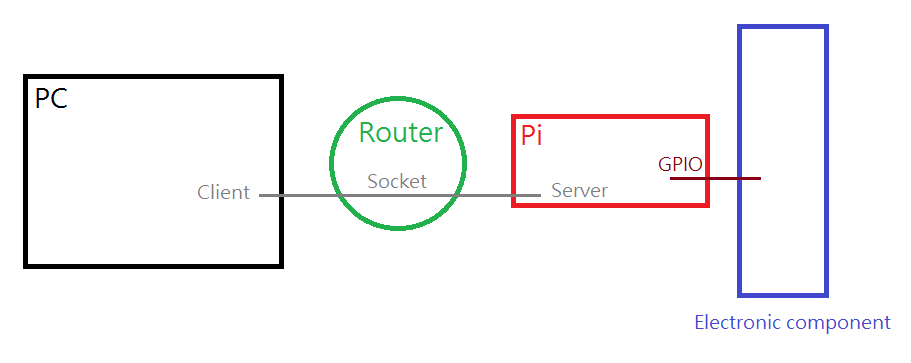 PC
Router
Pi
GPIO
Socket
Client
Server
Electronic component